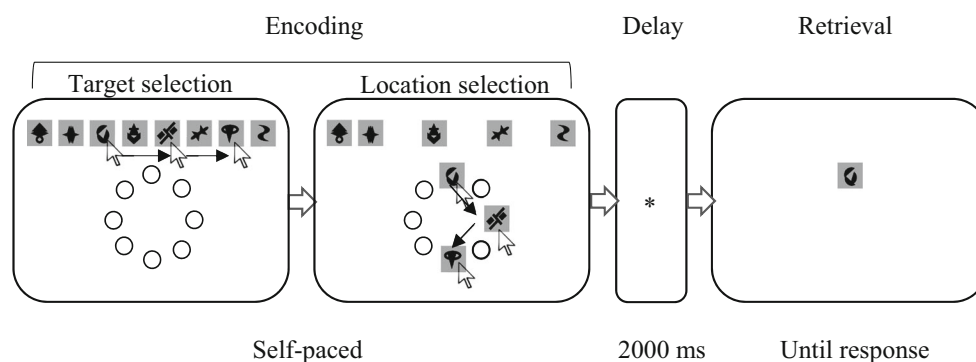 Encoding Delay Retrieval
Target selection Location selection
*
Self-paced 2000 ms Until response